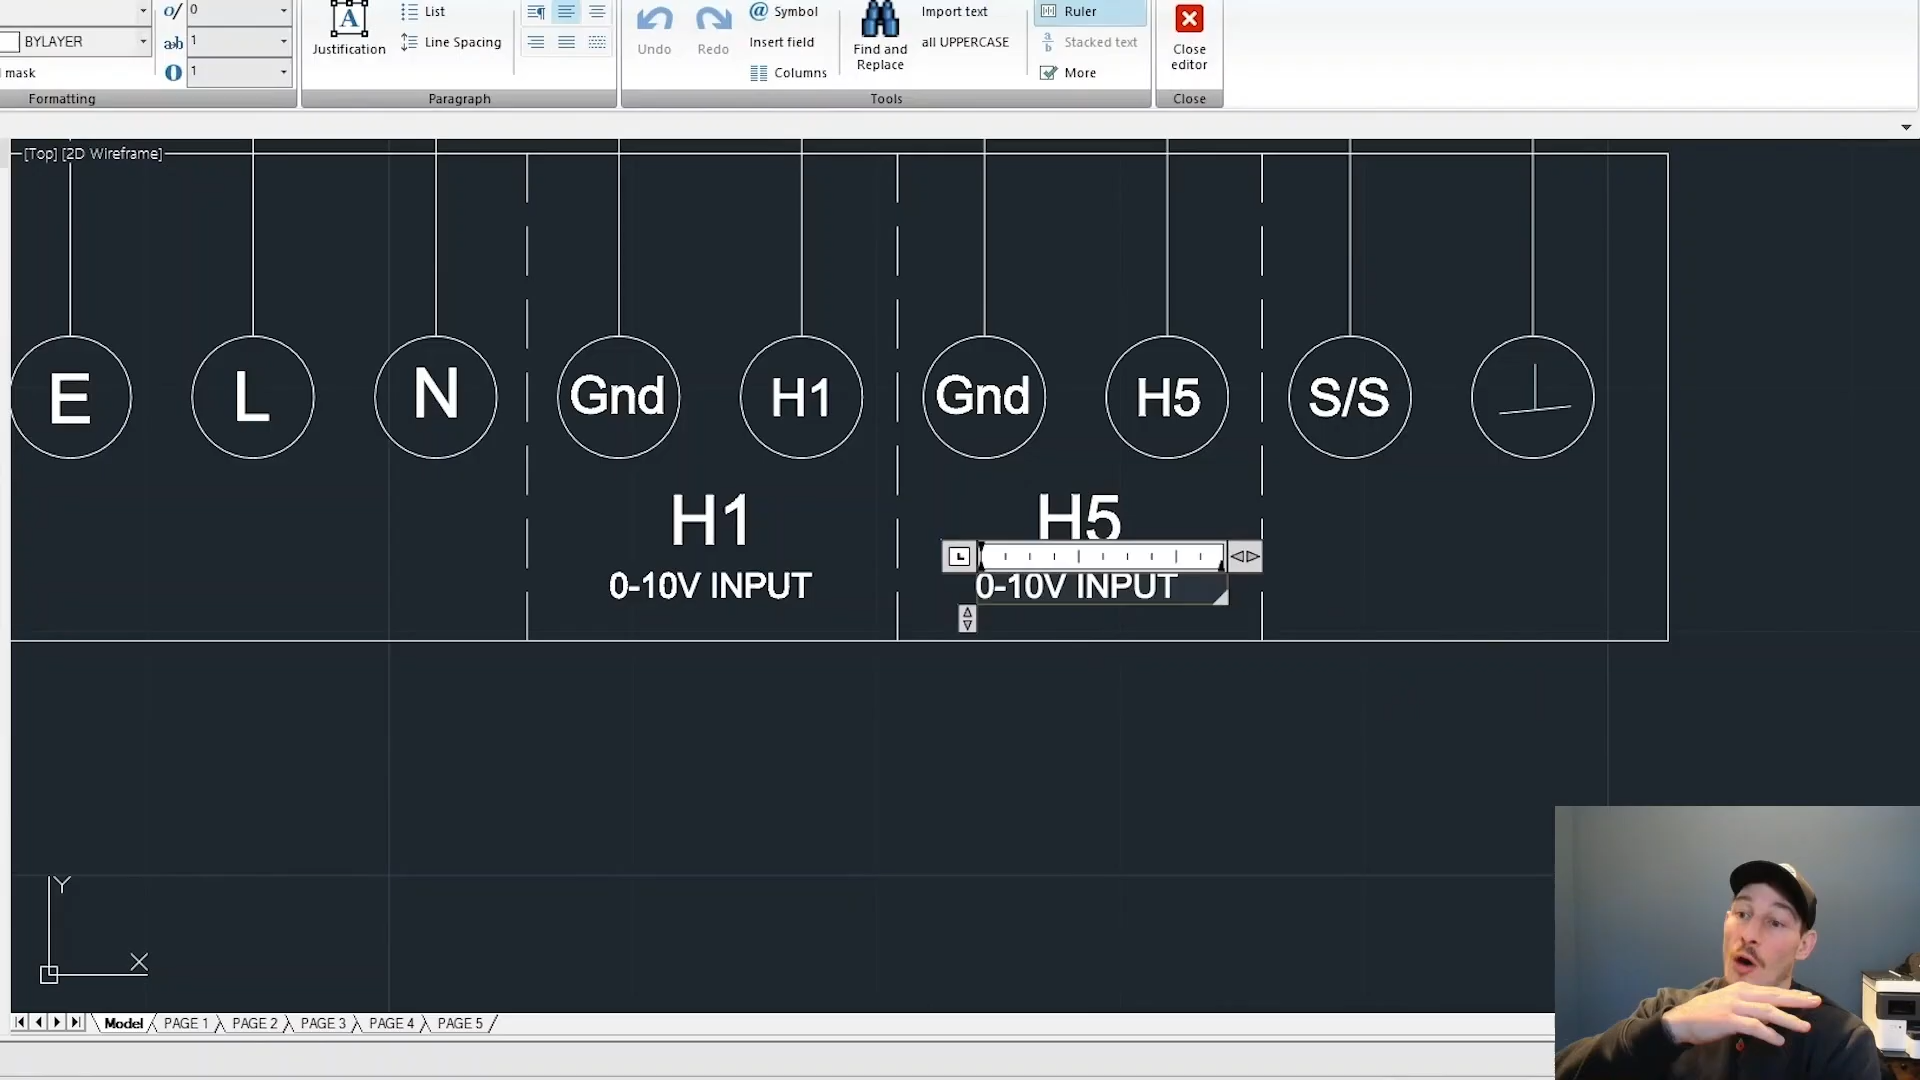 0
List
Symbol
Import text
Ruler
BYLAYER
1
Justification
Line Spacing
Undo
Redo
Insert field
Find and
Replace
all UPPERCASE
Stacked text
Close
editor
mask
1
Columns
More
Formatting
Paragraph
Tools
Close
[Top] [2D Wireframe]
E
L
N
Gnd
H1
Gnd
H5
S/S
H1
H5
0-10V INPUT
0-10V INPUT
Y
X
Model
PAGE 1
PAGE 2
PAGE 3
PAGE 4
PAGE 5